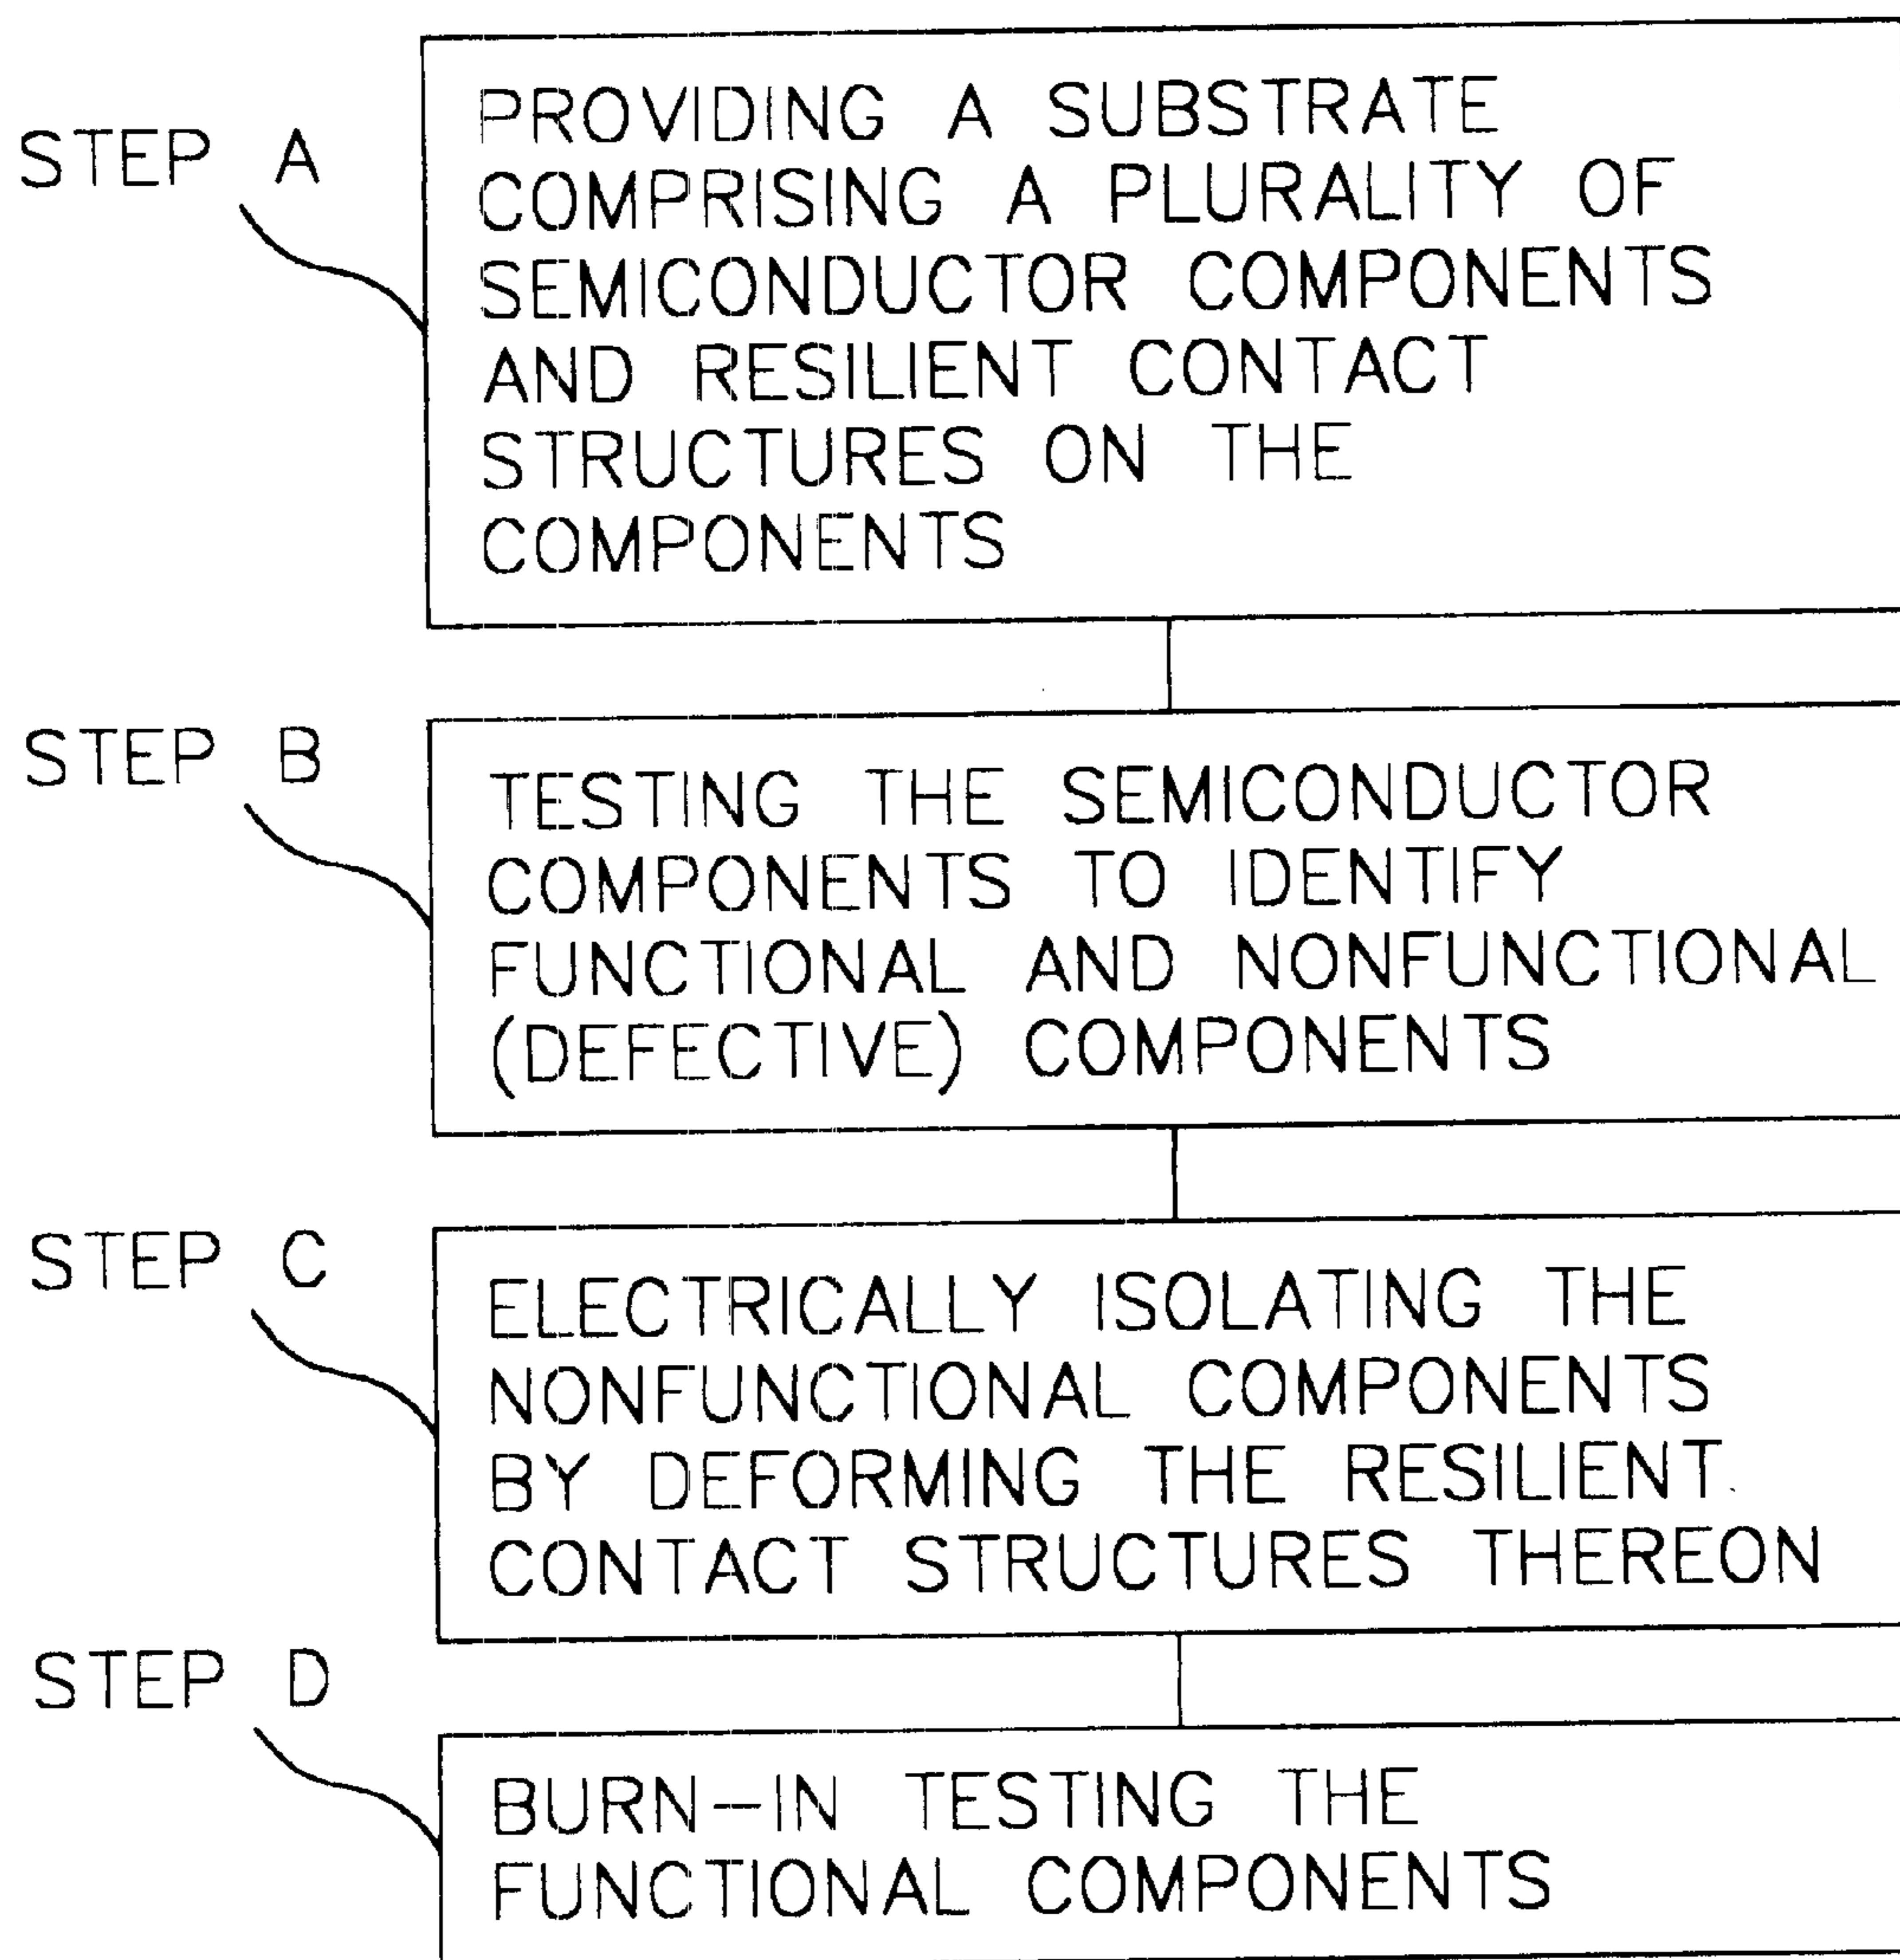 STEP A
PROVIDING A SUBSTRATE
COMPRISING A PLURALITY OF
SEMICONDUCTOR COMPONENTS
AND RESILIENT CONTACT
STRUCTURES ON THE
COMPONENTS
STEP B
TESTING THE SEMICONDUCTOR
COMPONENTS TO IDENTIFY
FUNCTIONAL AND NONFUNCTIONAL
(DEFECTIVE) COMPONENTS
STEP C
ELECTRICALLY ISOLATING THE
NONFUNCTIONAL COMPONENTS
BY DEFORMING THE RESILIENT
CONTACT STRUCTURES THEREON
STEP D
BURN-IN TESTING THE
FUNCTIONAL COMPONENTS